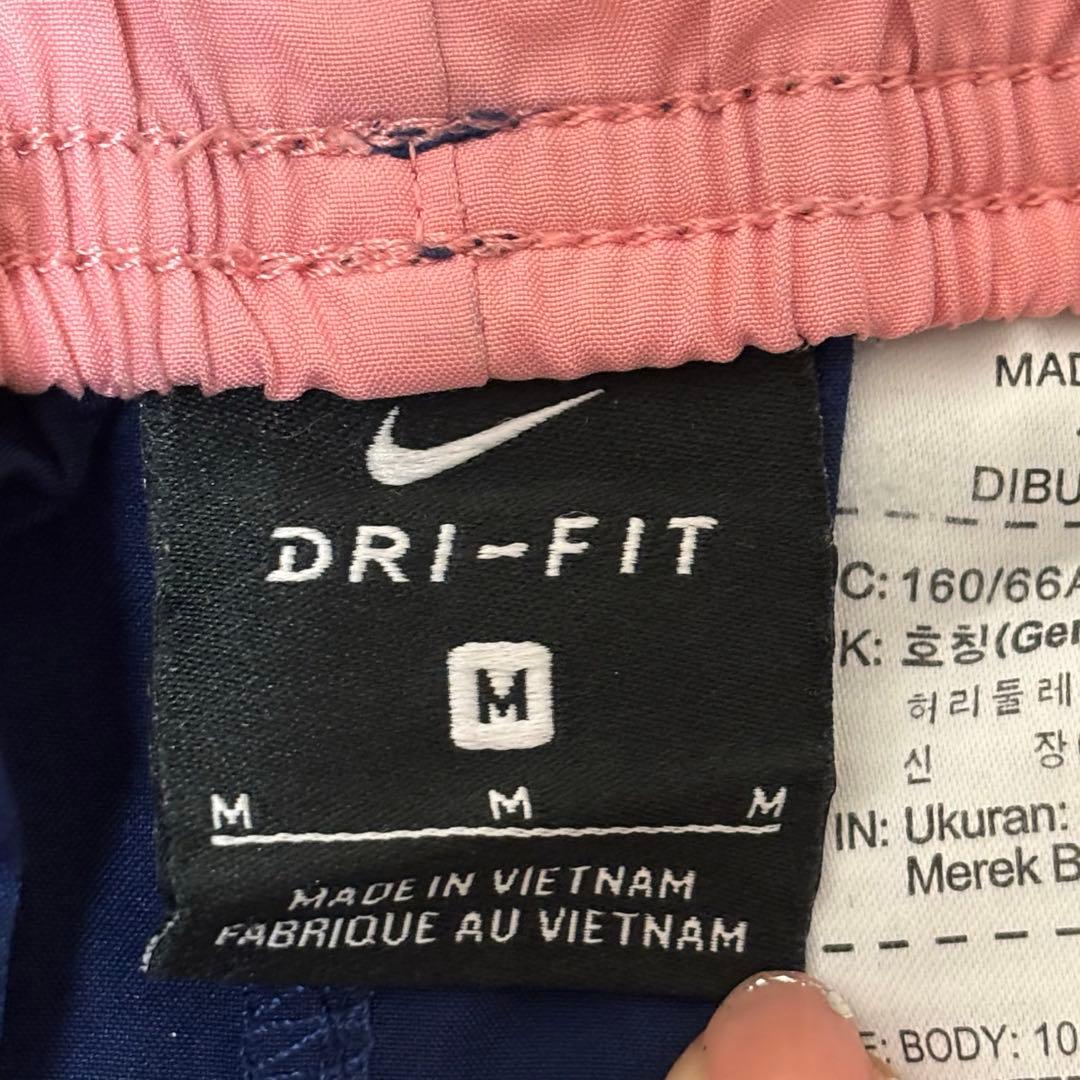 DRI-FIT
M
M M M
MADE IN VIETNAM
FABRIQUE AU VIETNAM
MAD
DIBU
C: 160/66A
K: 호칭(Ger
허리둘레
신 장
IN: Ukuran:
Merek B
BODY: 10